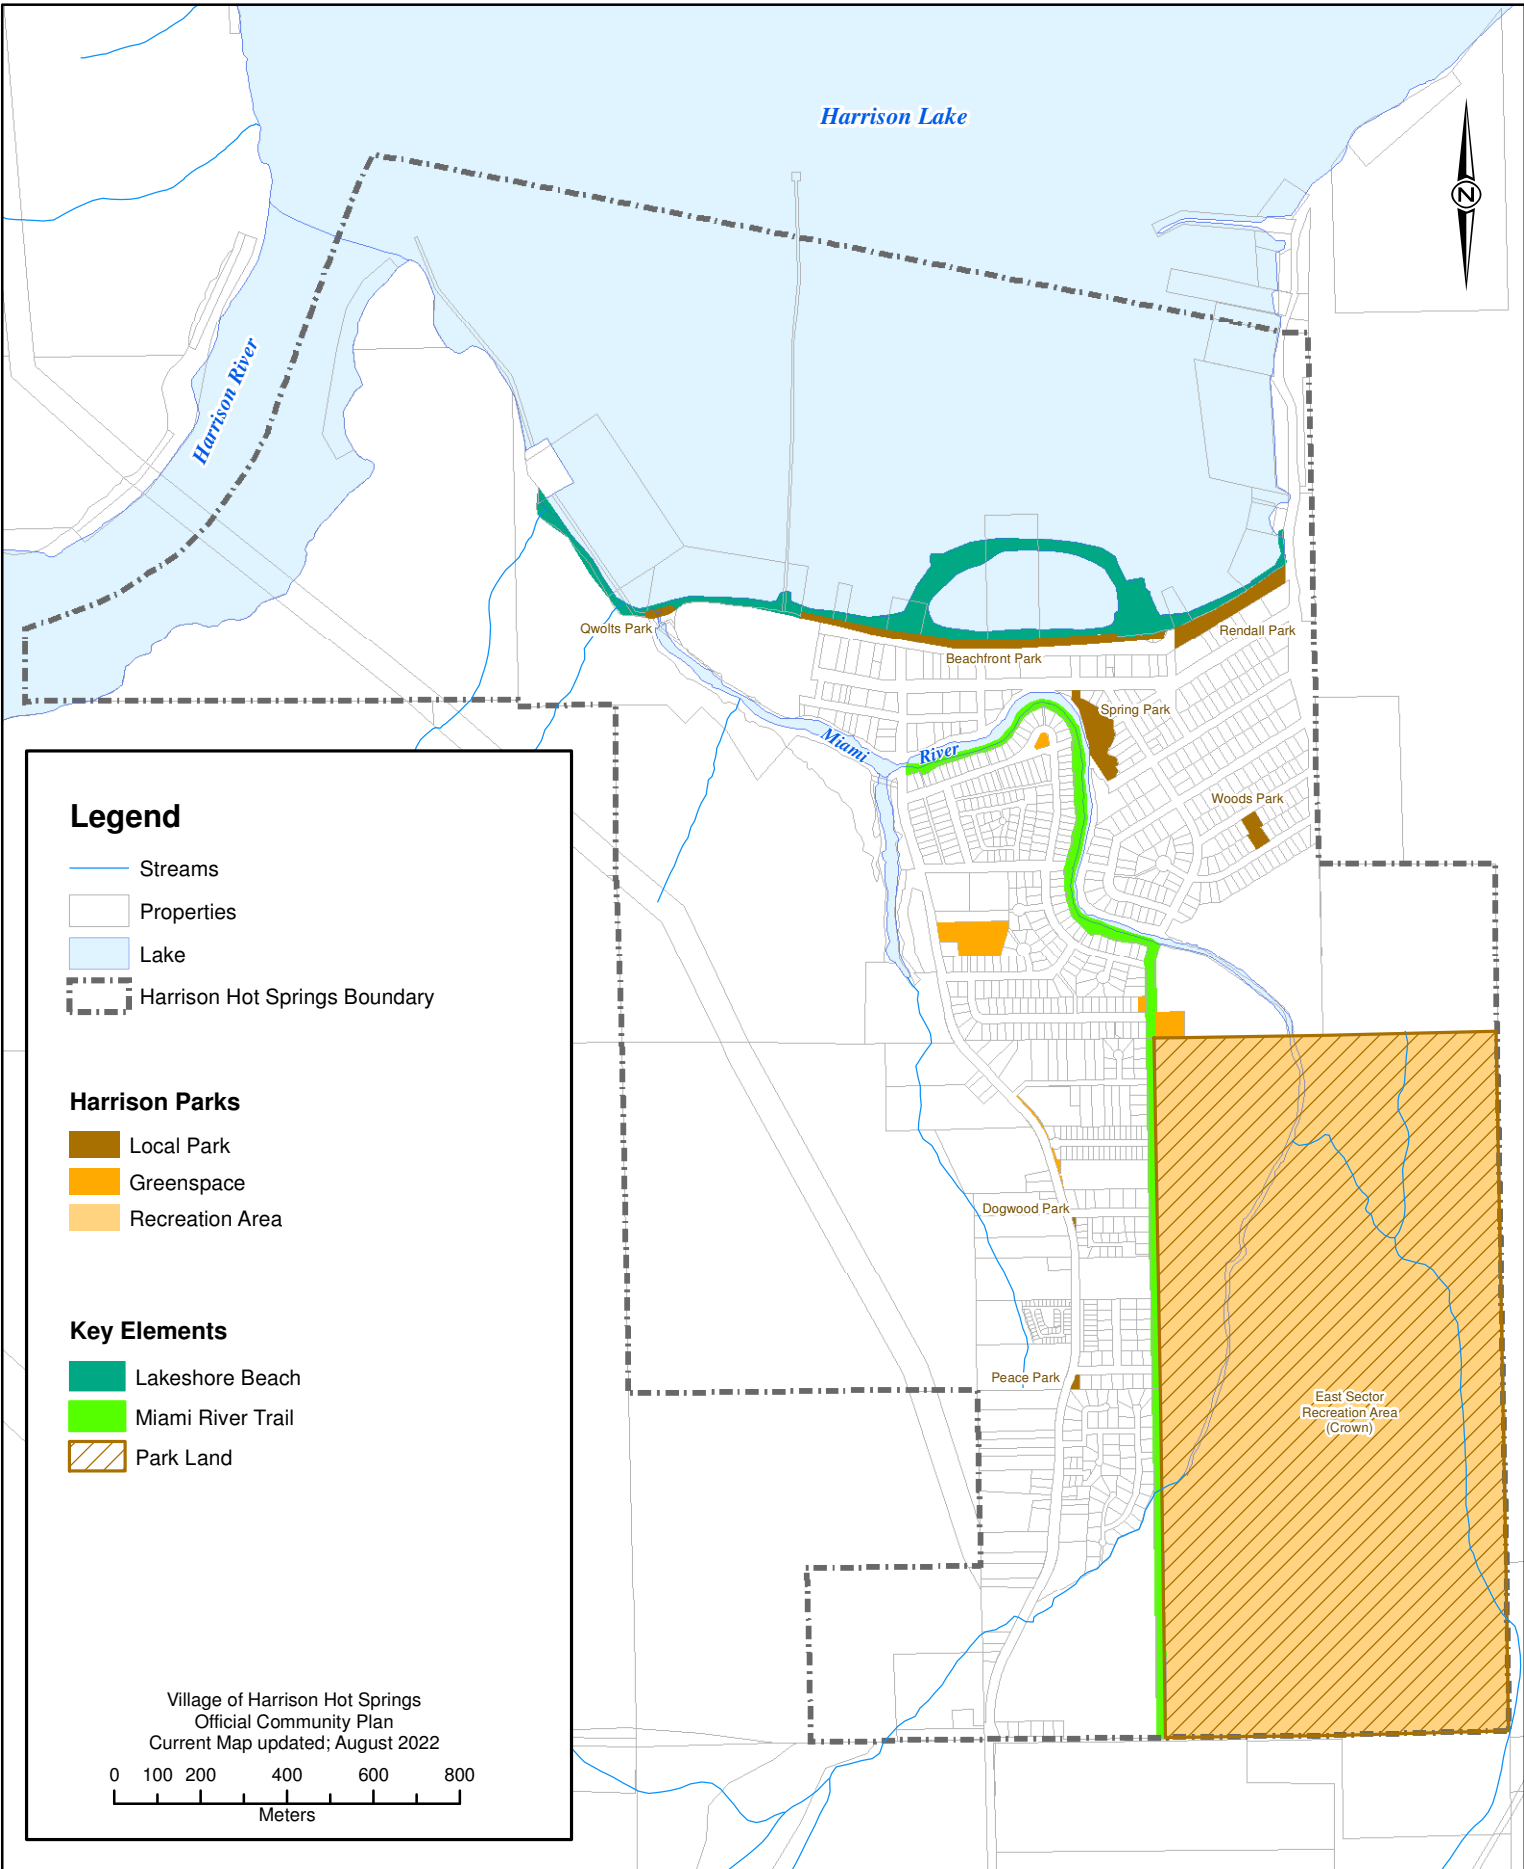 Harrison Lake
N
Harrison River
Qwolts Park
Rendall Park
Beachfront Park
Spring Park
Miami River
Woods Park
Dogwood Park
Peace Park
East Sector
Recreation Area
(Crown)
Legend
Streams
Properties
Lake
Harrison Hot Springs Boundary
Harrison Parks
Local Park
Greenspace
Recreation Area
Key Elements
Lakeshore Beach
Miami River Trail
Park Land
Village of Harrison Hot Springs
Official Community Plan
Current Map updated; August 2022
0 100 200 400 600 800
Meters